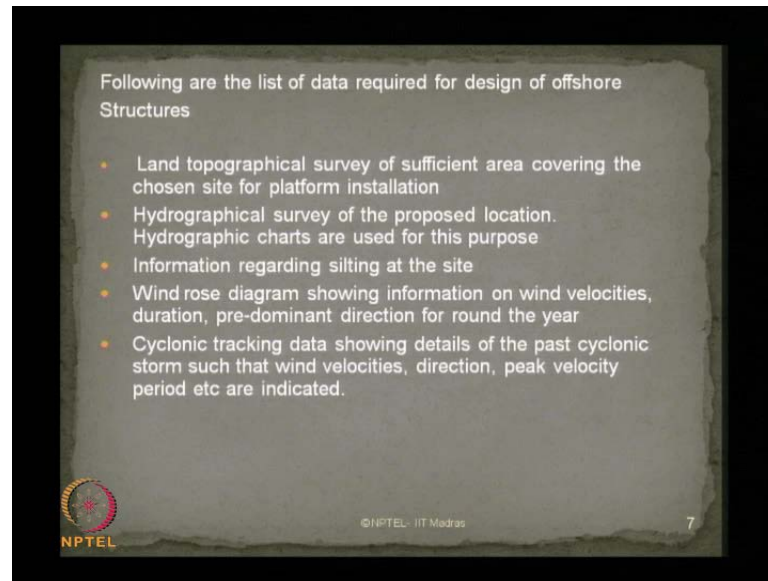 Following are the list of data required for design of offshore
Structures
• Land topographical survey of sufficient area covering the
chosen site for platform installation
• Hydrographical survey of the proposed location.
Hydrographic charts are used for this purpose
• Information regarding silting at the site
• Wind rose diagram showing information on wind velocities,
duration, pre-dominant direction for round the year
• Cyclonic tracking data showing details of the past cyclonic
storm such that wind velocities, direction, peak velocity
period etc are indicated.
©NPTEL- IIT Madras
7
NPTEL